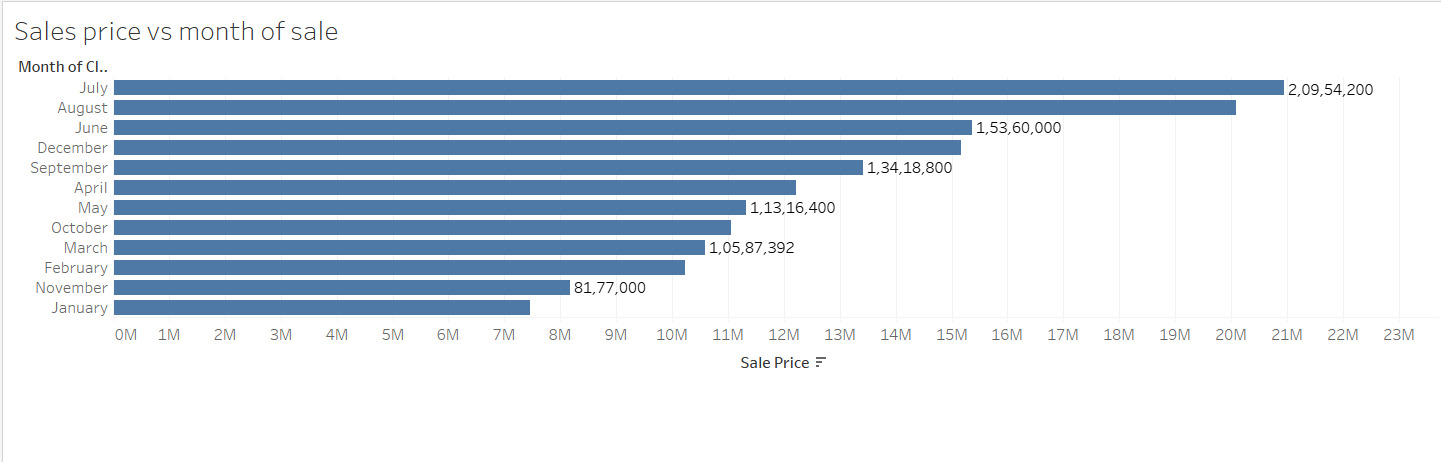 Sales price vs month of sale
Month of Cl..
July 2,09,54,200
August
June 1,53,60,000
December
September 1,34,18,800
April
May 1,13,16,400
October
March 1,05,87,392
February
November 81,77,000
January
0M 1M 2M 3M 4M 5M 6M 7M 8M 9M 10M 11M 12M 13M 14M 15M 16M 17M 18M 19M 20M 21M 22M 23M
Sale Price